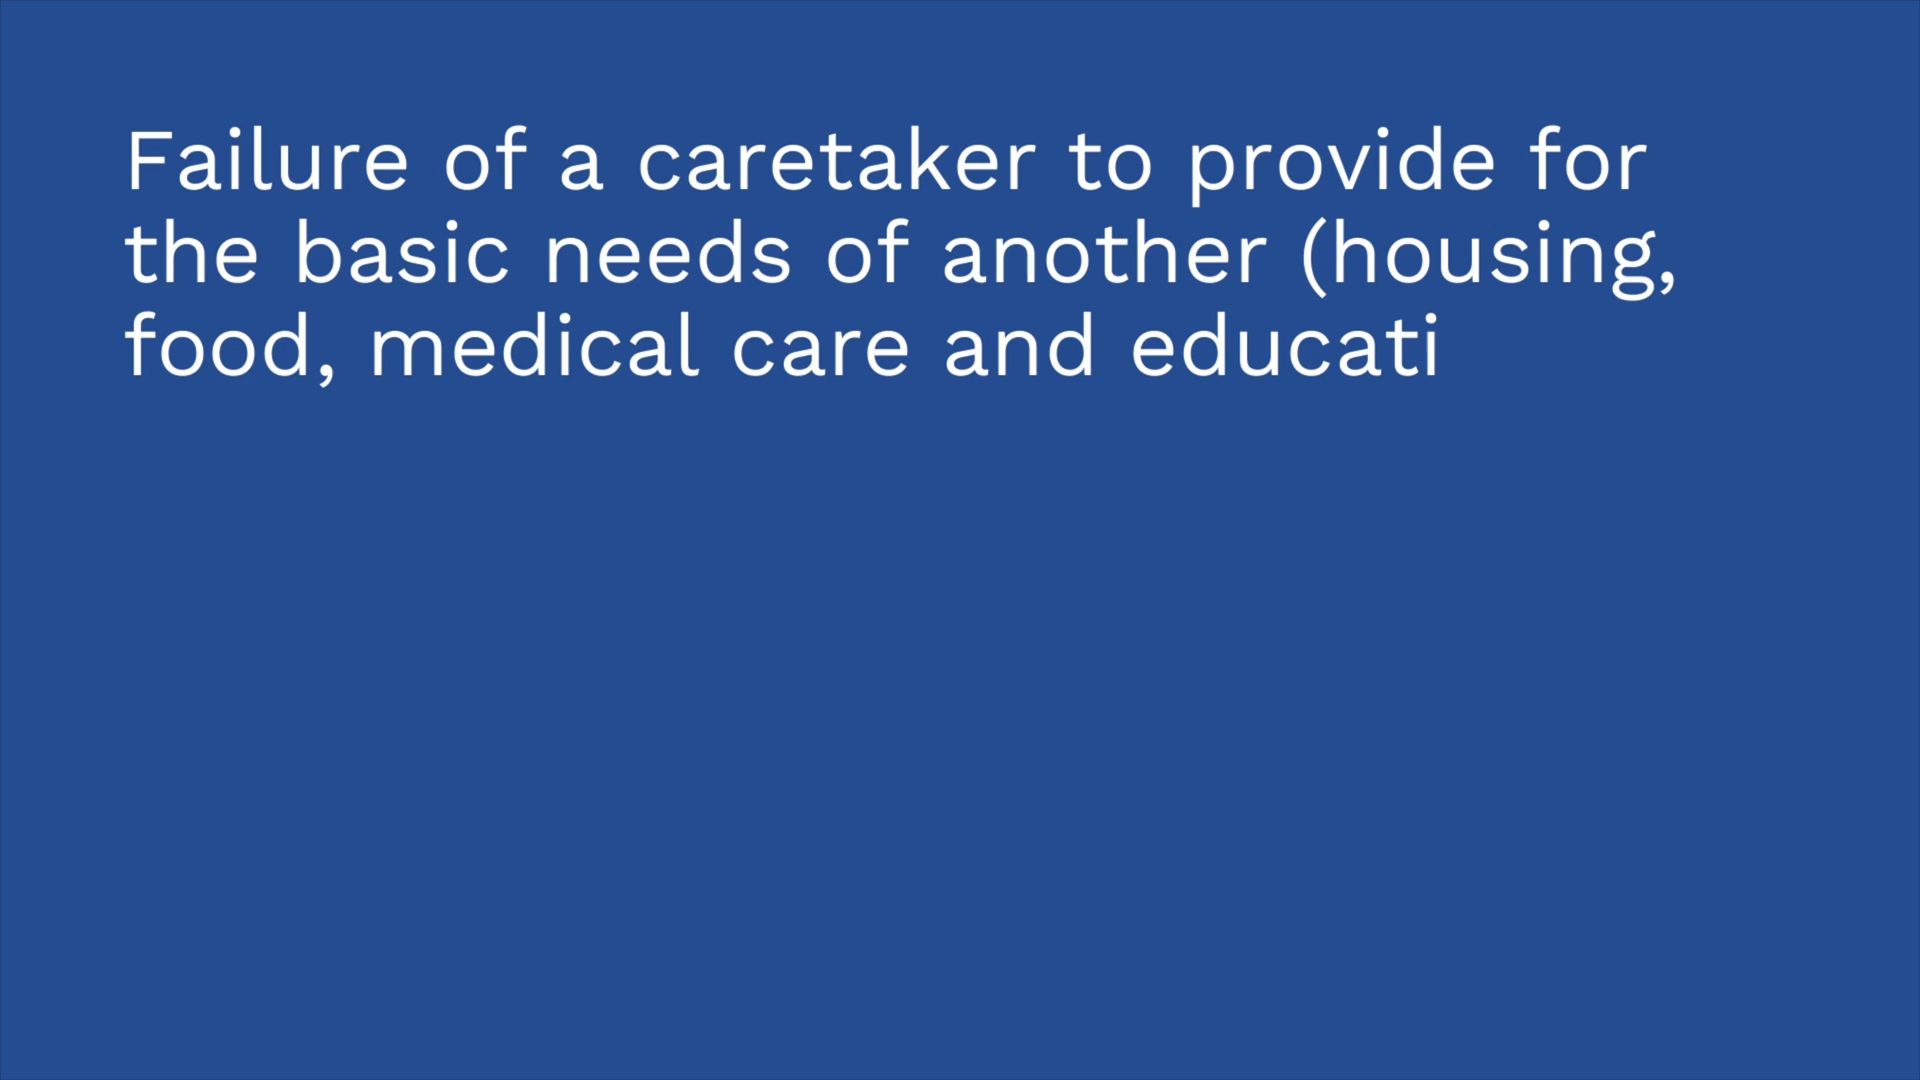 Failure of a caretaker to provide for
the basic needs of another (housing,
food, medical care and educati